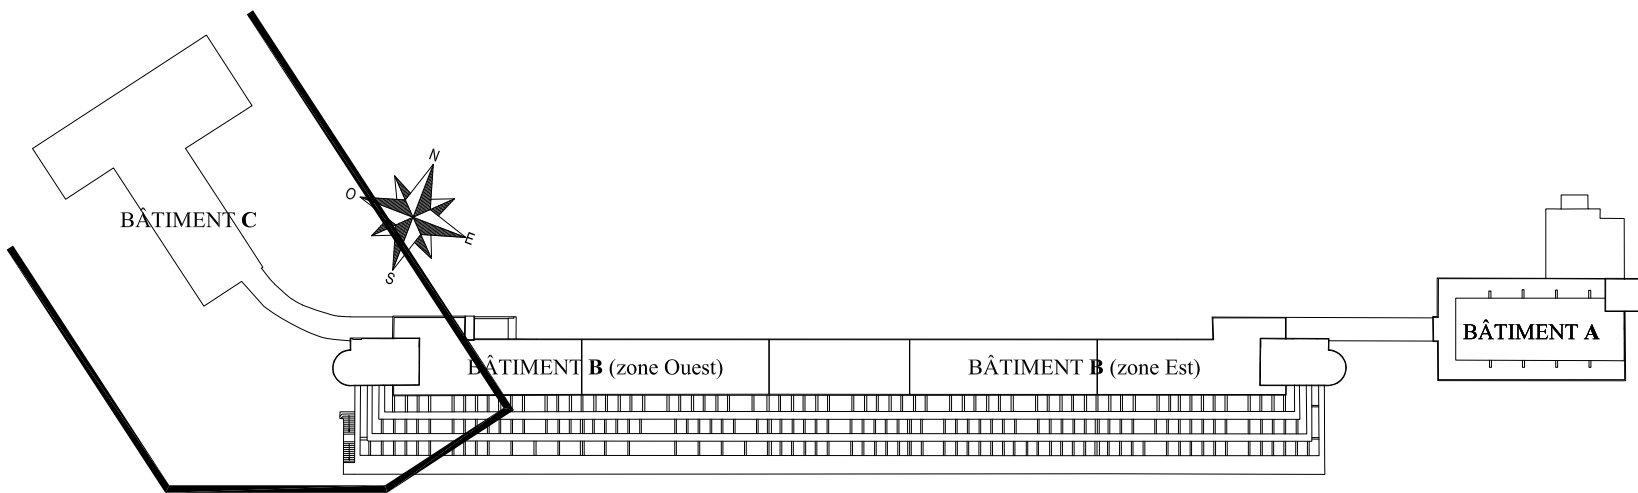 N
O
BÂTIMENT C
E
S
BÂTIMENT B (zone Ouest)
BÂTIMENT B (zone Est)
BÂTIMENT A